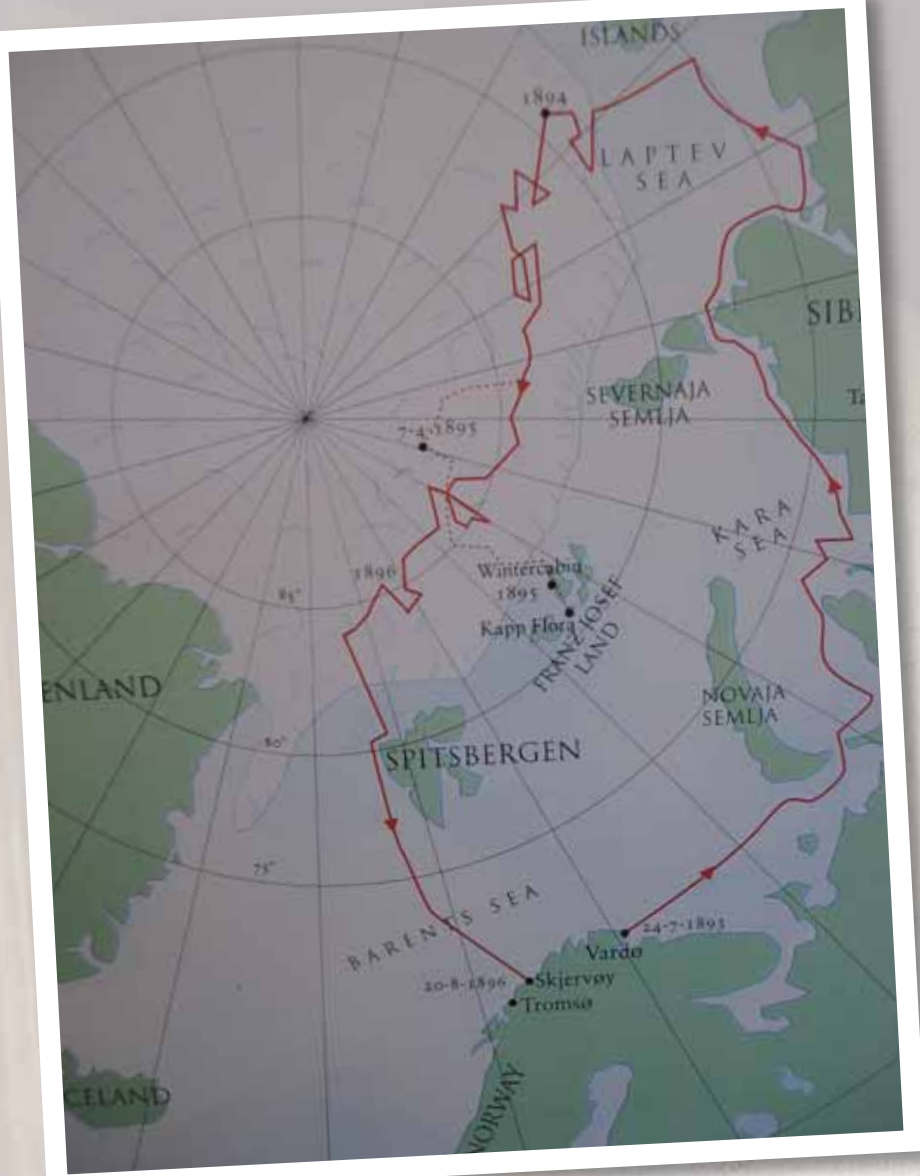 ISLANDS
1894
LAPTEV
SEA
SIB
SEVERNAJA
SEMLJA
Ta
7-4-1895
KARA
SEA
1896
85°
Wintercabin
1895
Kapp Flora
FRANZ JOSEF
LAND
ENLAND
NOVAJA
SEMLJA
80°
SPITSBERGEN
75°
BARENTS SEA
24-7-1893
Vardø
20-8-1896
Skjervøy
Tromsø
NORWAY
CELAND